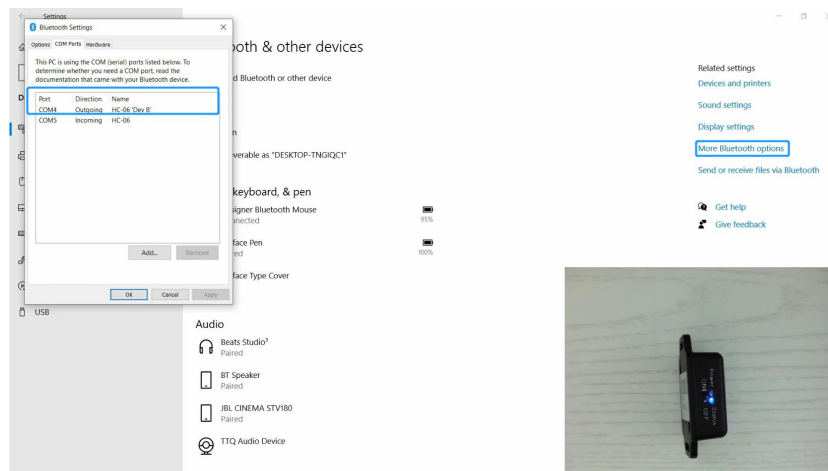 Settings
Bluetooth Settings
Options COM Ports Hardware
This PC is using the COM (serial) ports listed below. To
determine whether you need a COM port, read the
documentation that came with your Bluetooth device.
Port Direction Name
COM4 Outgoing HC-06 'Dev B'
COM5 Incoming HC-06
Add... Remove
OK Cancel Apply
USB
ooth & other devices
d Bluetooth or other device
n
verable as "DESKTOP-TNGIQC1"
keyboard, & pen
signer Bluetooth Mouse
nnected
95%
face Pen
red
100%
face Type Cover
Audio
Beats Studio³
Paired
BT Speaker
Paired
JBL CINEMA STV180
Paired
TTQ Audio Device
Related settings
Devices and printers
Sound settings
Display settings
More Bluetooth options
Send or receive files via Bluetooth
Get help
Give feedback
Power Status
ON OFF